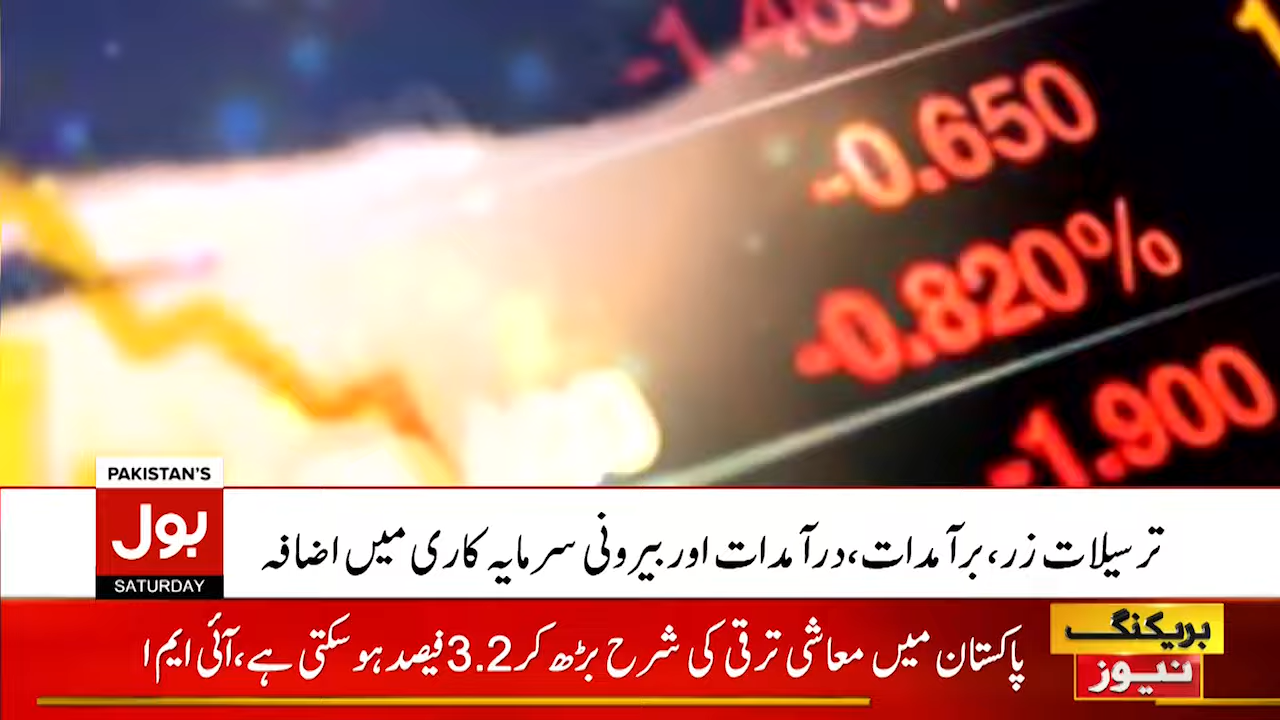 -0.650
-0.820%
-1.900
PAKISTAN'S
بول
SATURDAY
ترسیلات زر، برآمدات، درآمدات اور بیرونی سرمایہ کاری میں اضافہ
بریکنگ
نیوز
پاکستان میں معاشی ترقی کی شرح بڑھ کر 3.2 فیصد ہو سکتی ہے، آئی ایم ا